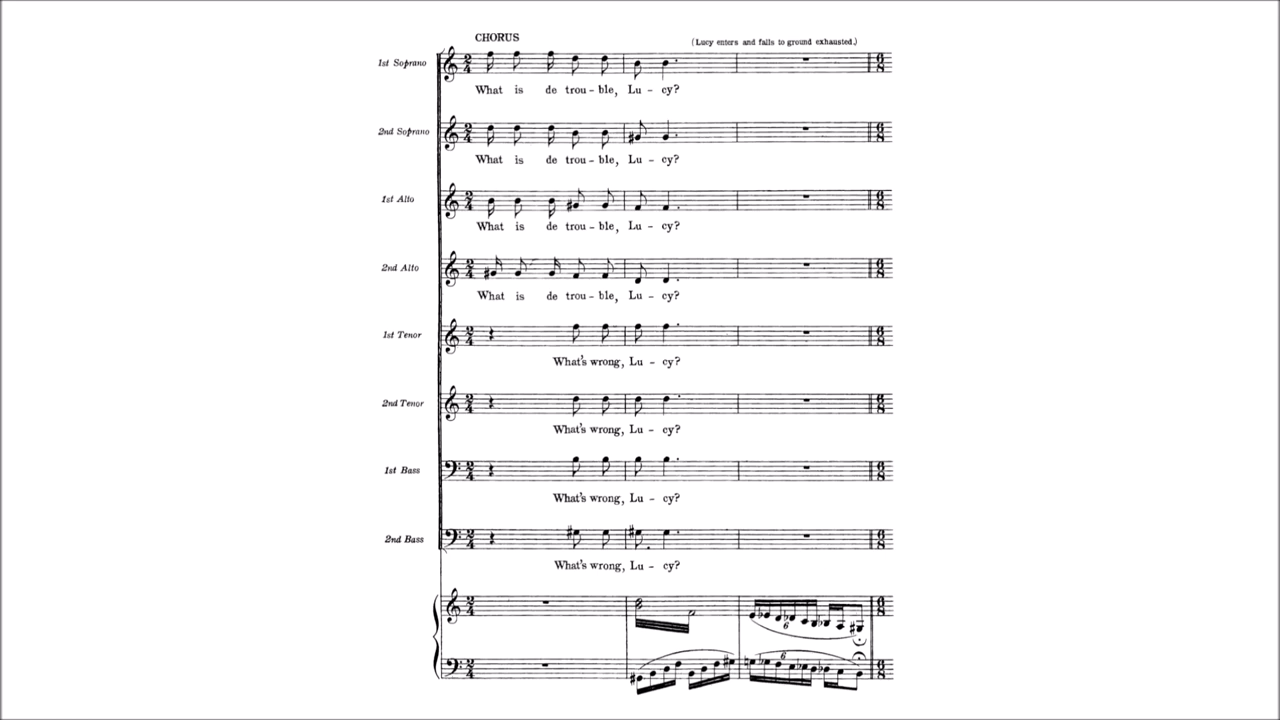 CHORUS
(Lucy enters and falls to ground exhausted.)
1st Soprano
What is de trou – ble, Lu – cy?
2nd Soprano
What is de trou – ble, Lu – cy?
1st Alto
What is de trou – ble, Lu – cy?
2nd Alto
What is de trou – ble, Lu – cy?
1st Tenor
What's wrong, Lu – cy?
2nd Tenor
What's wrong, Lu – cy?
1st Bass
What's wrong, Lu – cy?
2nd Bass
What's wrong, Lu – cy?
6
6